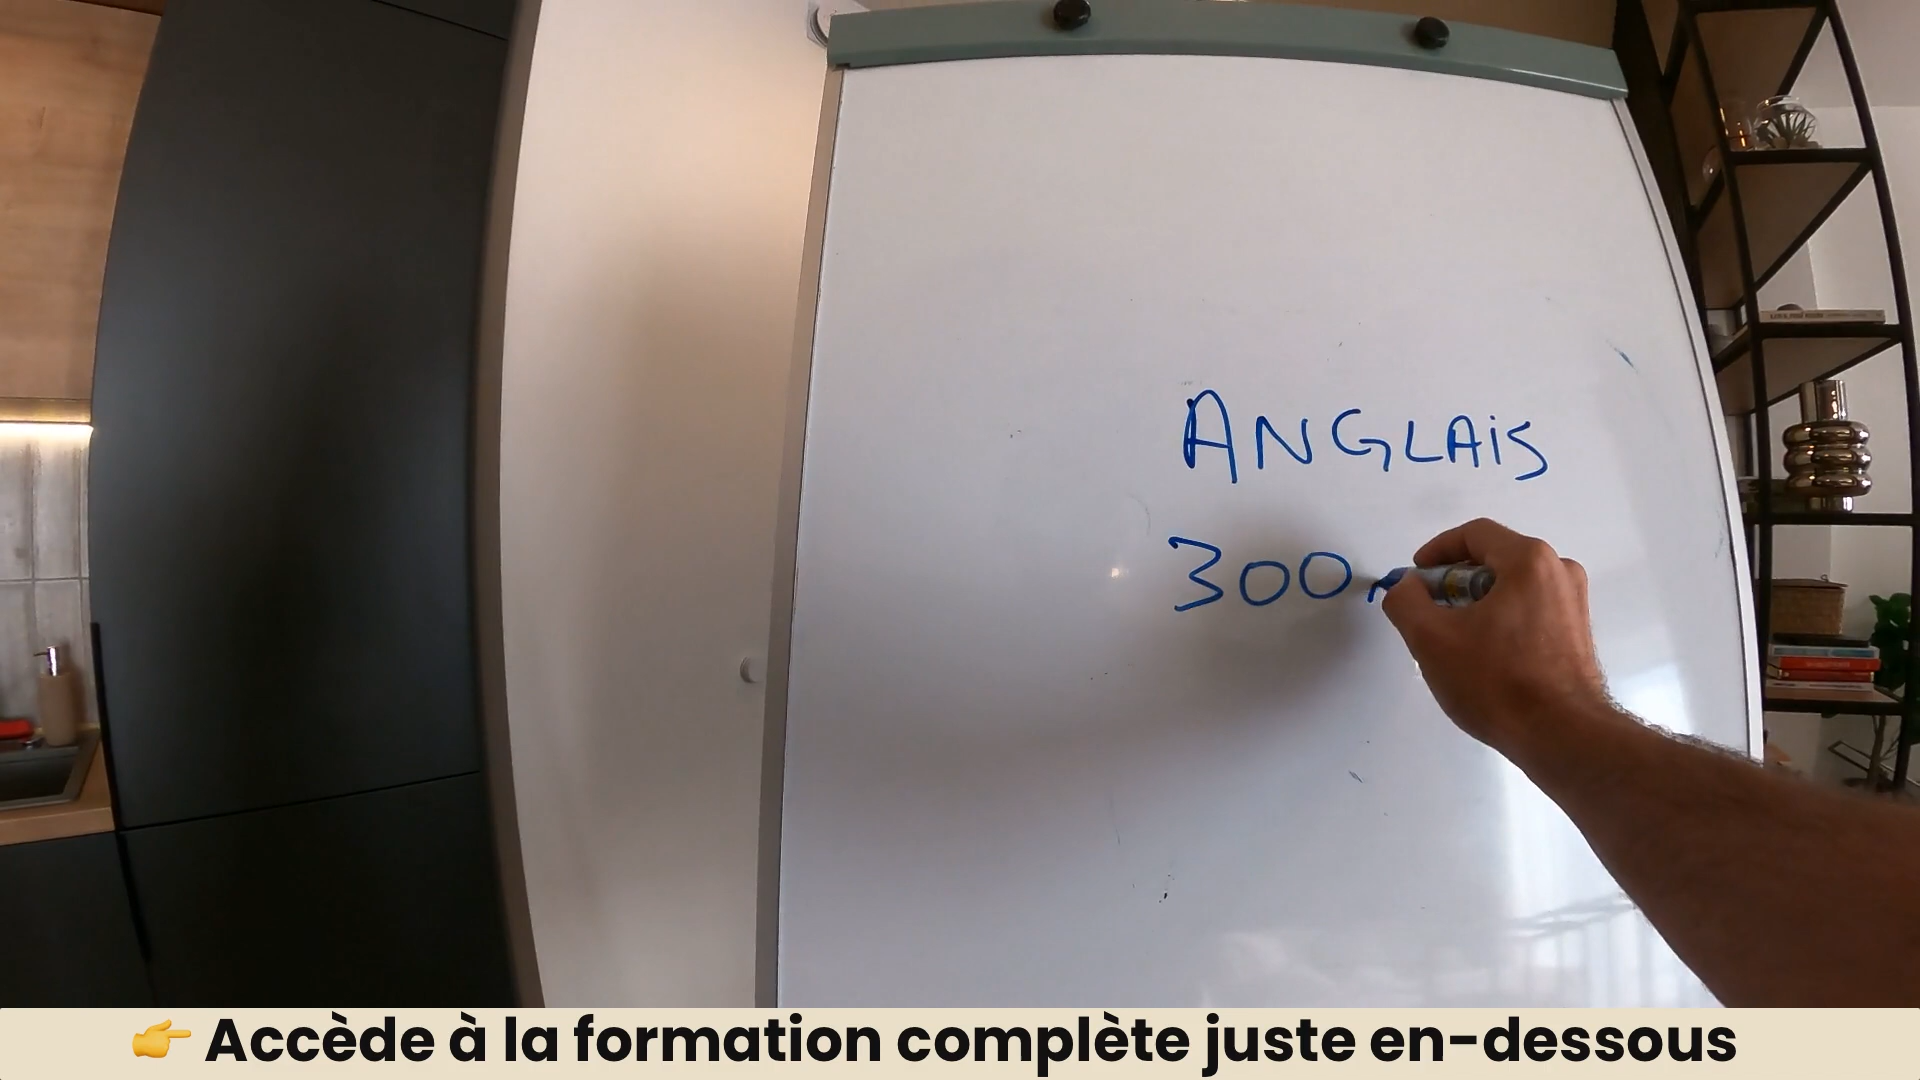 ANGLAiS
300
👉 Accède à la formation complète juste en-dessous